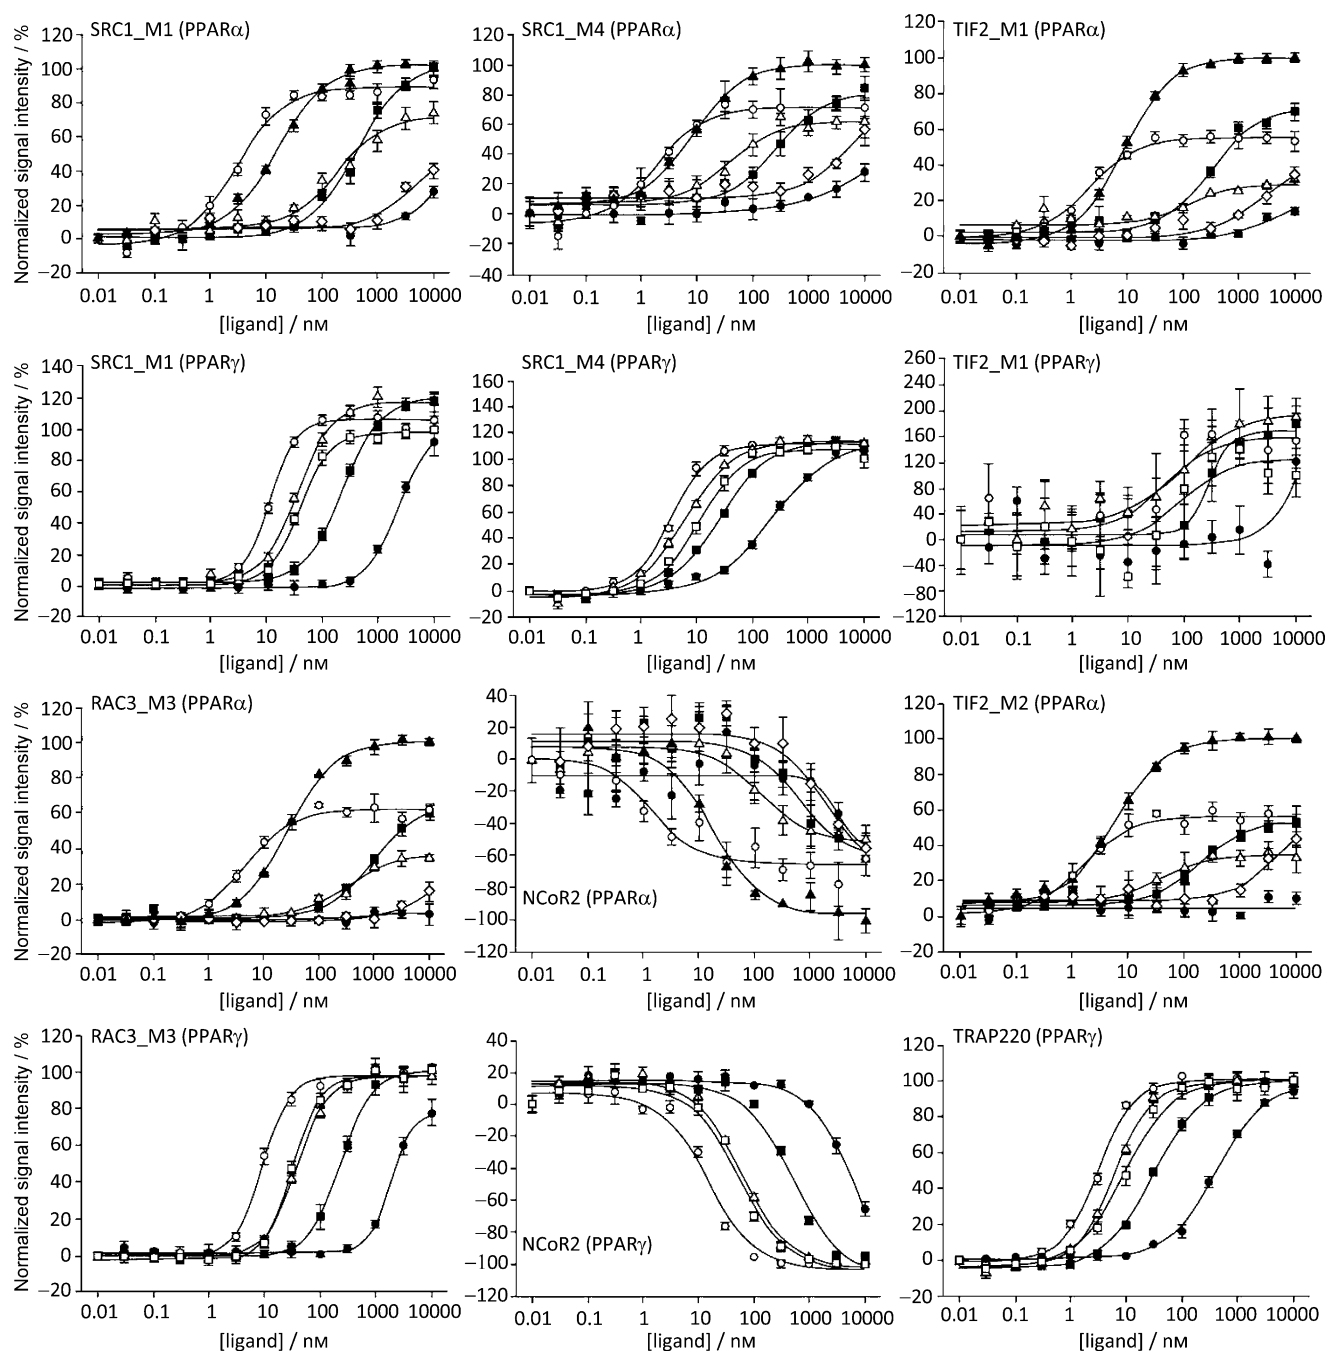 Normalized signal intensity / %
SRC1_M1 (PPARα)
120
100
80
60
40
20
0
−20
0.01 0.1 1 10 100 1000 10000
[ligand] / nM
SRC1_M4 (PPARα)
120
100
80
60
40
20
0
−20
−40
0.01 0.1 1 10 100 1000 10000
[ligand] / nM
TIF2_M1 (PPARα)
120
100
80
60
40
20
0
−20
0.01 0.1 1 10 100 1000 10000
[ligand] / nM
Normalized signal intensity / %
SRC1_M1 (PPARγ)
140
120
100
80
60
40
20
0
−20
0.01 0.1 1 10 100 1000 10000
[ligand] / nM
SRC1_M4 (PPARγ)
160
140
120
100
80
60
40
20
0
−20
0.01 0.1 1 10 100 1000 10000
[ligand] / nM
TIF2_M1 (PPARγ)
260
240
200
160
120
80
40
0
−40
−80
−120
0.01 0.1 1 10 100 1000 10000
[ligand] / nM
Normalized signal intensity / %
RAC3_M3 (PPARα)
120
100
80
60
40
20
0
−20
0.01 0.1 1 10 100 1000 10000
[ligand] / nM
40
20
0
−20
−40
−60
−80
−100
−120
NCoR2 (PPARα)
0.01 0.1 1 10 100 1000 10000
[ligand] / nM
TIF2_M2 (PPARα)
120
100
80
60
40
20
0
−20
0.01 0.1 1 10 100 1000 10000
[ligand] / nM
Normalized signal intensity / %
RAC3_M3 (PPARγ)
120
100
80
60
40
20
0
−20
0.01 0.1 1 10 100 1000 10000
[ligand] / nM
40
20
0
−20
−40
−60
−80
−100
−120
NCoR2 (PPARγ)
0.01 0.1 1 10 100 1000 10000
[ligand] / nM
TRAP220 (PPARγ)
120
100
80
60
40
20
0
−20
0.01 0.1 1 10 100 1000 10000
[ligand] / nM